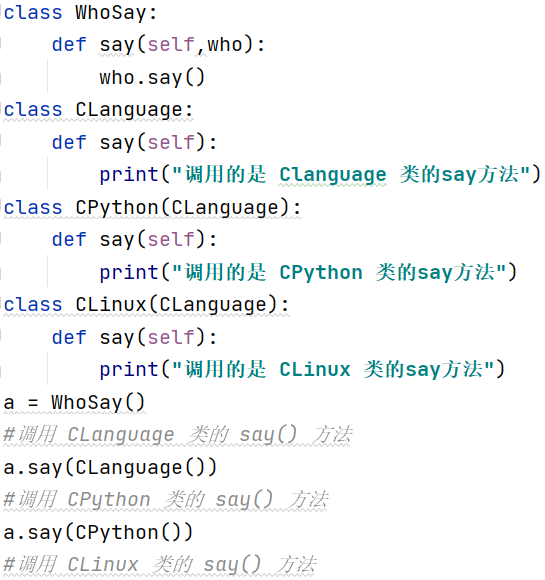 class WhoSay:
    def say(self,who):
        who.say()
class CLanguage:
    def say(self):
        print("调用的是 Clanguage 类的say方法")
class CPython(CLanguage):
    def say(self):
        print("调用的是 CPython 类的say方法")
class CLinux(CLanguage):
    def say(self):
        print("调用的是 CLinux 类的say方法")
a = WhoSay()
#调用 CLanguage 类的 say() 方法
a.say(CLanguage())
#调用 CPython 类的 say() 方法
a.say(CPython())
#调用 CLinux 类的 say() 方法